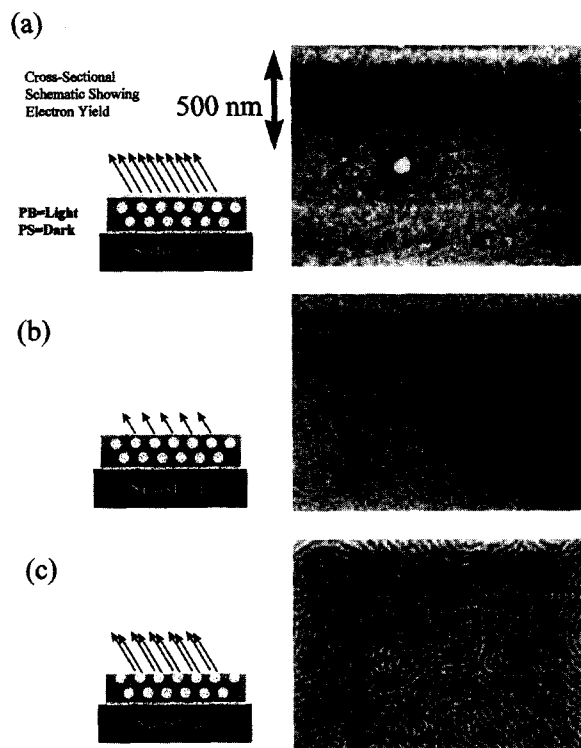 (a)
Cross-Sectional
Schematic Showing
Electron Yield
500 nm
PB=Light
PS=Dark
(b)
(c)